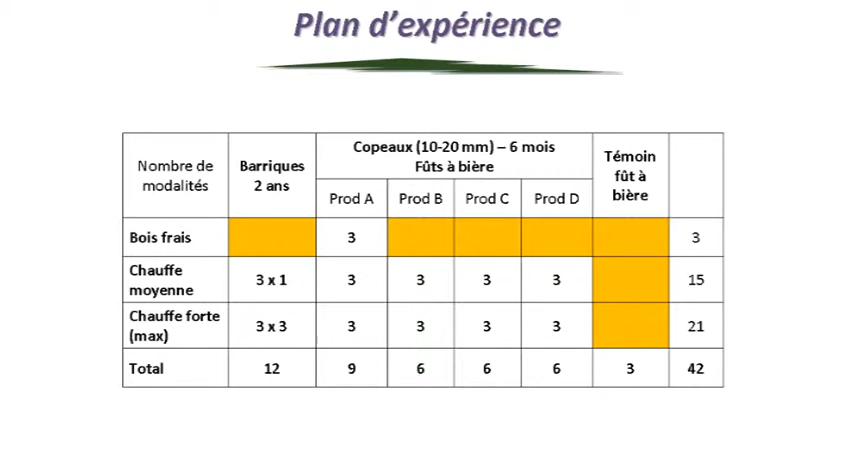 Plan d’expérience
Nombre de modalités | Barriques 2 ans | Copeaux (10-20 mm) – 6 mois Fûts à bière | Témoin fût à bière
Prod A | Prod B | Prod C | Prod D
Bois frais | 3 | 3
Chauffe moyenne | 3 x 1 | 3 | 3 | 3 | 3 | 15
Chauffe forte (max) | 3 x 3 | 3 | 3 | 3 | 3 | 21
Total | 12 | 9 | 6 | 6 | 6 | 3 | 42